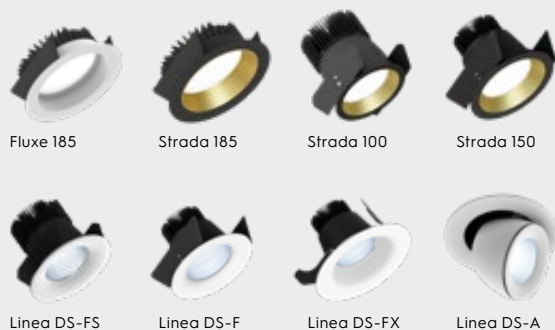 Fluxe 185
Strada 185
Strada 100
Strada 150
Linea DS-FS
Linea DS-F
Linea DS-FX
Linea DS-A